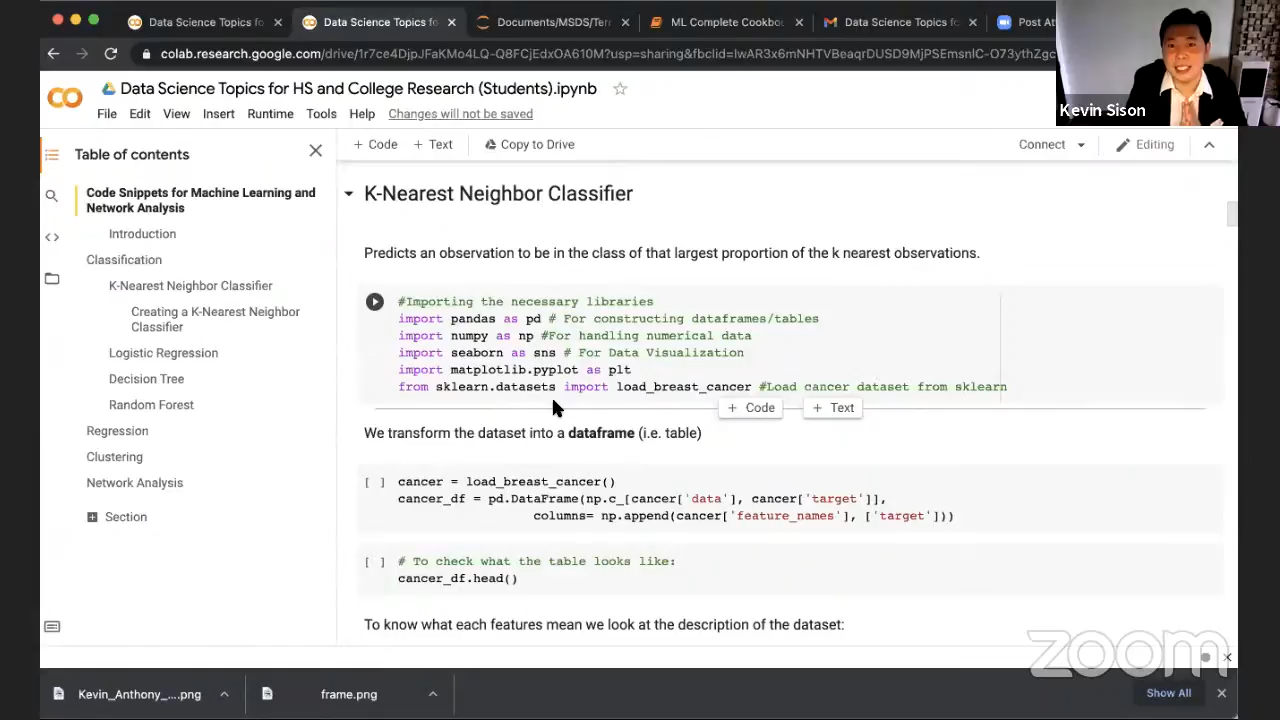 Data Science Topics fo
Data Science Topics for
Documents/MSDS/Ter
ML Complete Cookbo
Data Science Topics fo
Post At
colab.research.google.com/drive/1r7ce4DjpJFaKMo4LQ-Q8FCjEdxOA610M?usp=sharing&fbclid=IwAR3x6mNHTVBeaqrDUSD9MjPSEmsnlC-O73ythZgc
Kevin Sison
CO
Data Science Topics for HS and College Research (Students).ipynb
File Edit View Insert Runtime Tools Help Changes will not be saved
Table of contents
+ Code + Text Copy to Drive Connect Editing
Code Snippets for Machine Learning and
Network Analysis
Introduction
Classification
K-Nearest Neighbor Classifier
Creating a K-Nearest Neighbor
Classifier
Logistic Regression
Decision Tree
Random Forest
Regression
Clustering
Network Analysis
Section
K-Nearest Neighbor Classifier
Predicts an observation to be in the class of that largest proportion of the k nearest observations.
#Importing the necessary libraries
import pandas as pd # For constructing dataframes/tables
import numpy as np #For handling numerical data
import seaborn as sns # For Data Visualization
import matplotlib.pyplot as plt
from sklearn.datasets import load_breast_cancer #Load cancer dataset from sklearn
+ Code + Text
We transform the dataset into a dataframe (i.e. table)
[ ] cancer = load_breast_cancer()
cancer_df = pd.DataFrame(np.c_[cancer['data'], cancer['target']],
columns= np.append(cancer['feature_names'], ['target']))
[ ] # To check what the table looks like:
cancer_df.head()
To know what each features mean we look at the description of the dataset:
zoom
Kevin_Anthony_....png
frame.png
Show All